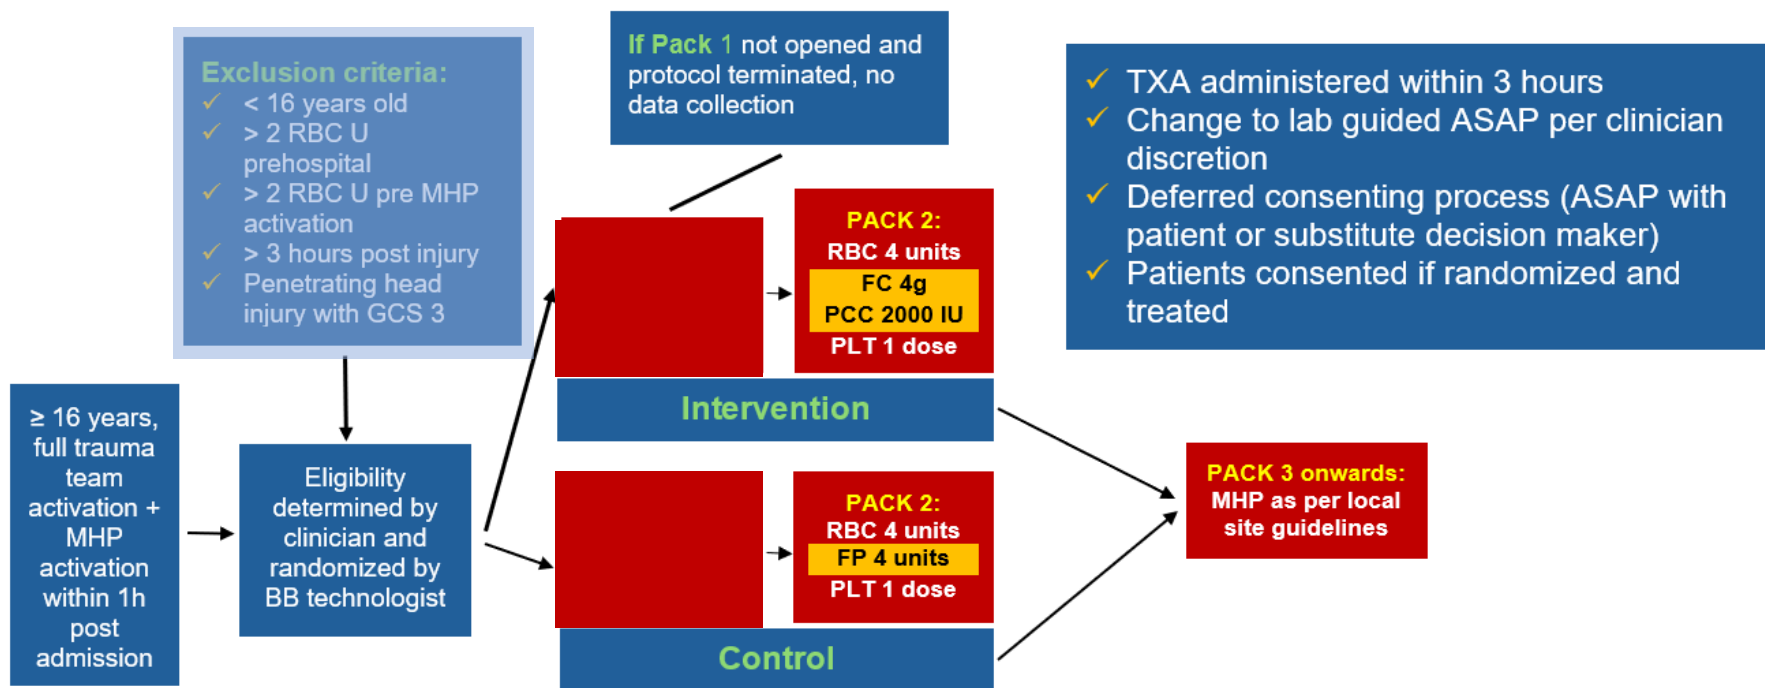 Exclusion criteria:
✓ < 16 years old
✓ > 2 RBC U
prehospital
✓ > 2 RBC U pre MHP
activation
✓ > 3 hours post injury
✓ Penetrating head
injury with GCS 3
If Pack 1 not opened and
protocol terminated, no
data collection
✓ TXA administered within 3 hours
✓ Change to lab guided ASAP per clinician
discretion
✓ Deferred consenting process (ASAP with
patient or substitute decision maker)
✓ Patients consented if randomized and
treated
≥ 16 years,
full trauma
team
activation +
MHP
activation
within 1h
post
admission
Eligibility
determined by
clinician and
randomized by
BB technologist
PACK 2:
RBC 4 units
FC 4g
PCC 2000 IU
PLT 1 dose
Intervention
PACK 2:
RBC 4 units
FP 4 units
PLT 1 dose
Control
PACK 3 onwards:
MHP as per local
site guidelines